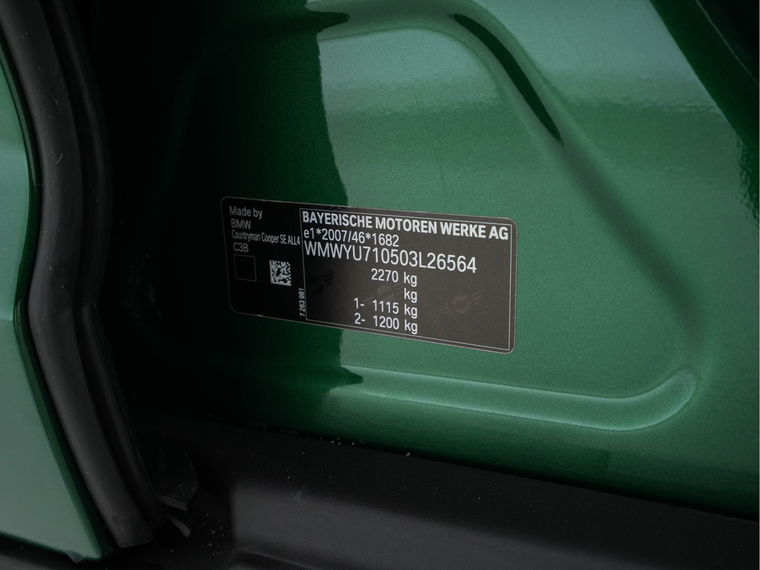 Made by
BMW
Countryman Cooper SE ALL4
C3B
7 263 981
BAYERISCHE MOTOREN WERKE AG
e1*2007/46*1682
WMWYU710503L26564
2270 kg
kg
1- 1115 kg
2- 1200 kg